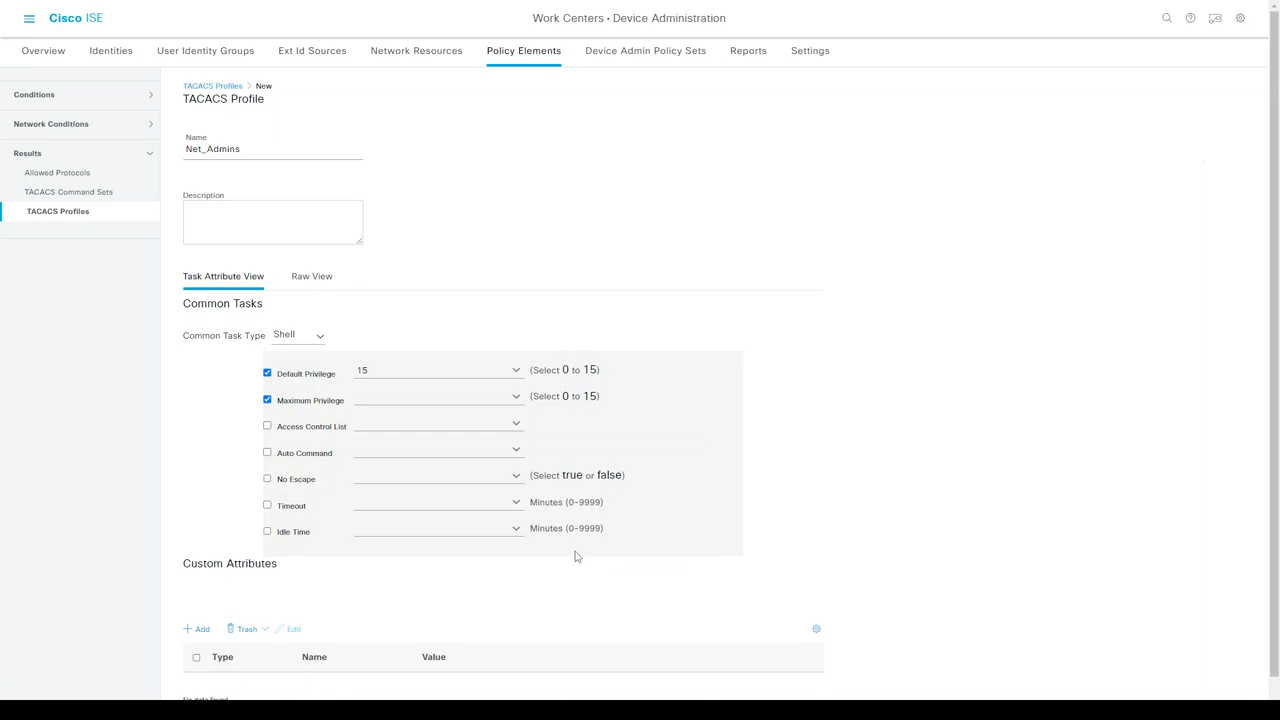 Cisco ISE
Work Centers • Device Administration
Overview Identities User Identity Groups Ext Id Sources Network Resources Policy Elements Device Admin Policy Sets Reports Settings
Conditions
Network Conditions
Results
Allowed Protocols
TACACS Command Sets
TACACS Profiles
TACACS Profiles > New
TACACS Profile
Name
Net_Admins
Description
Task Attribute View Raw View
Common Tasks
Common Task Type Shell
Default Privilege 15 (Select 0 to 15)
Maximum Privilege (Select 0 to 15)
Access Control List
Auto Command
No Escape (Select true or false)
Timeout Minutes (0-9999)
Idle Time Minutes (0-9999)
Custom Attributes
+ Add Trash Edit
Type Name Value
No data found